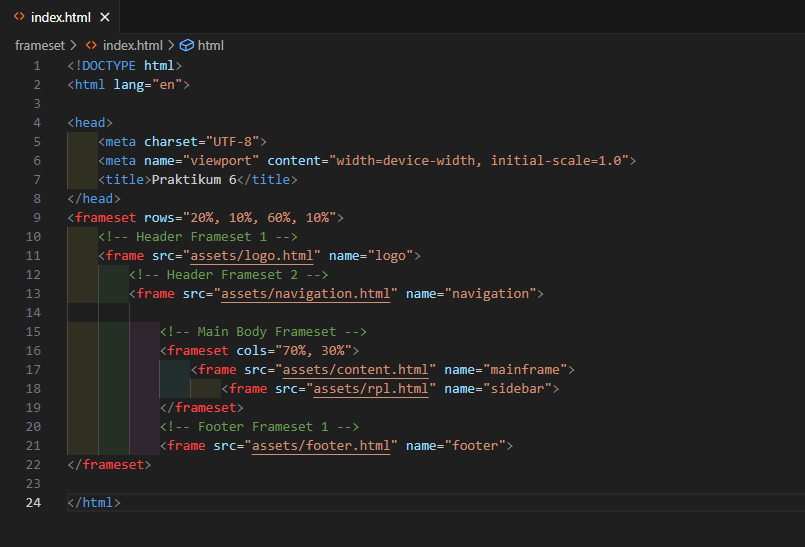 index.html
frameset > index.html > html
1 <!DOCTYPE html>
2 <html lang="en">
3
4 <head>
5 <meta charset="UTF-8">
6 <meta name="viewport" content="width=device-width, initial-scale=1.0">
7 <title>Praktikum 6</title>
8 </head>
9 <frameset rows="20%, 10%, 60%, 10%">
10 <!-- Header Frameset 1 -->
11 <frame src="assets/logo.html" name="logo">
12 <!-- Header Frameset 2 -->
13 <frame src="assets/navigation.html" name="navigation">
14
15 <!-- Main Body Frameset -->
16 <frameset cols="70%, 30%">
17 <frame src="assets/content.html" name="mainframe">
18 <frame src="assets/rpl.html" name="sidebar">
19 </frameset>
20 <!-- Footer Frameset 1 -->
21 <frame src="assets/footer.html" name="footer">
22 </frameset>
23
24 </html>